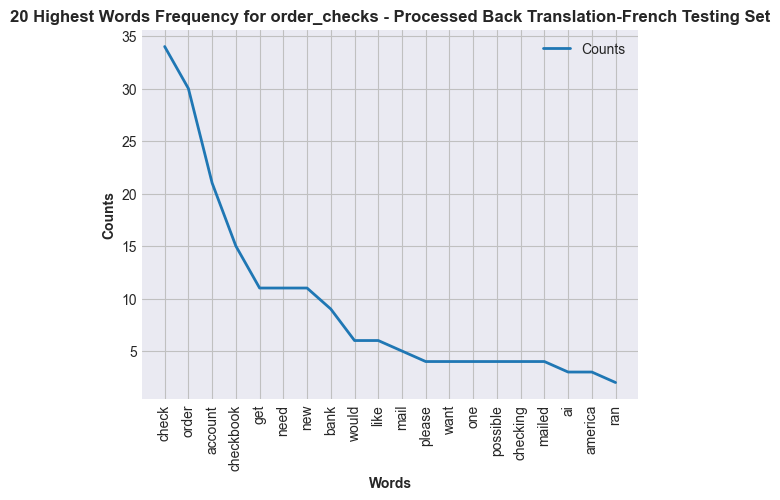 20 Highest Words Frequency for order_checks - Processed Back Translation-French Testing Set
Counts
35
30
25
20
15
10
5
Counts
check
order
account
checkbook
get
need
new
bank
would
like
mail
please
want
one
possible
checking
mailed
ai
america
ran
Words